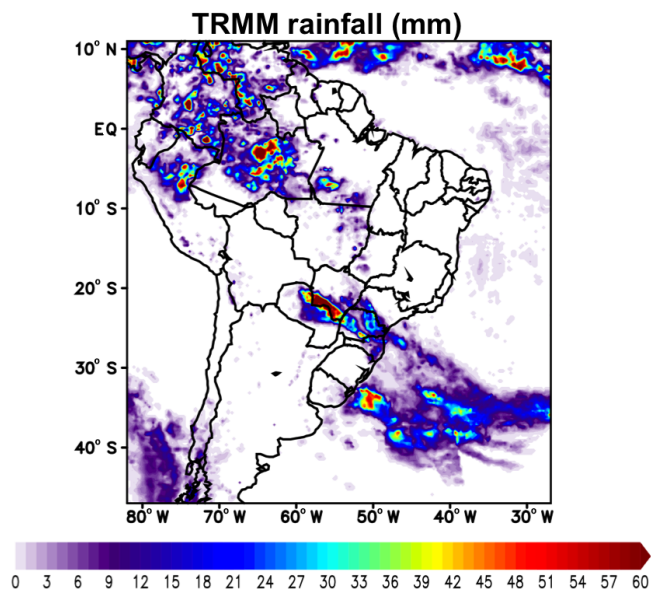 TRMM rainfall (mm)
10° N
EQ
10° S
20° S
30° S
40° S
80° W 70° W 60° W 50° W 40° W 30° W
0 3 6 9 12 15 18 21 24 27 30 33 36 39 42 45 48 51 54 57 60